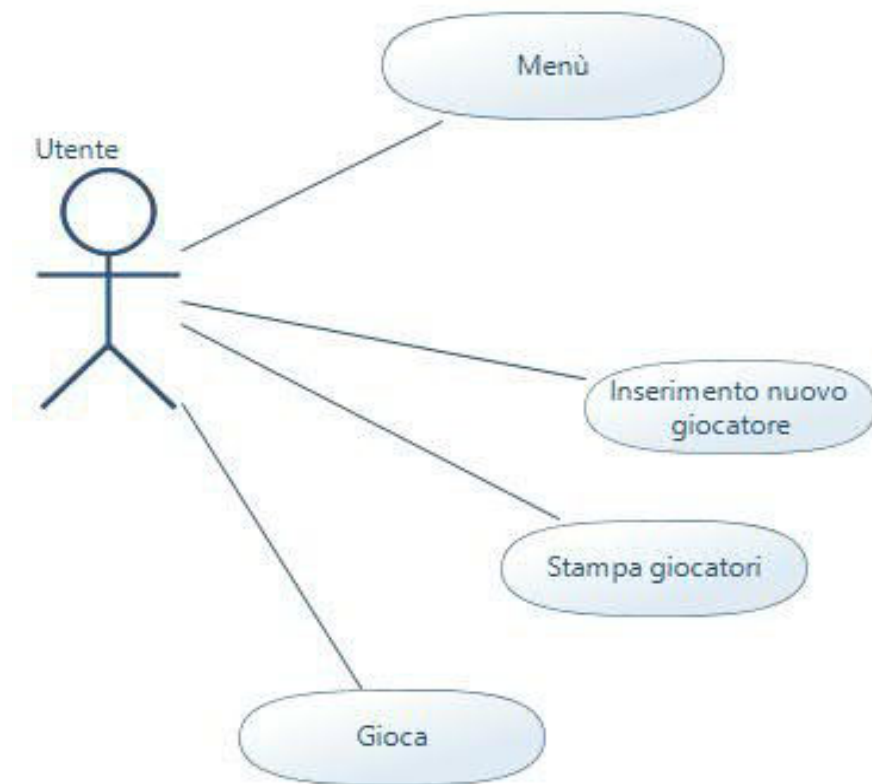 Menù
Utente
Inserimento nuovo
giocatore
Stampa giocatori
Gioca